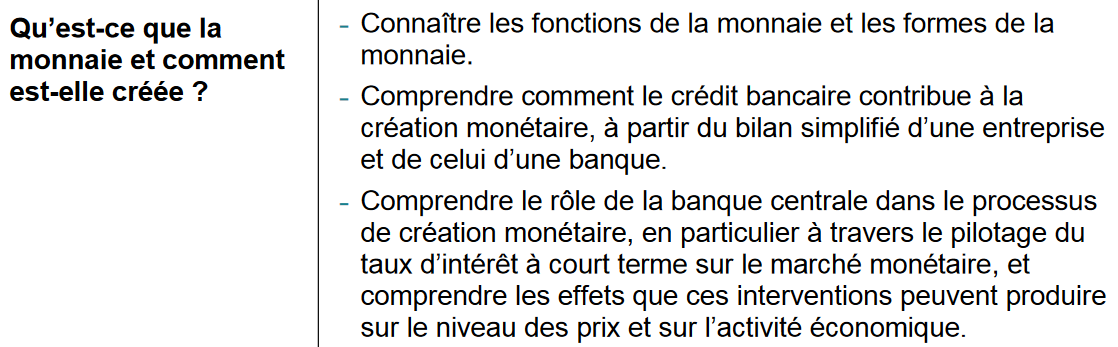 Qu’est-ce que la
monnaie et comment
est-elle créée ?
- Connaître les fonctions de la monnaie et les formes de la
monnaie.
- Comprendre comment le crédit bancaire contribue à la
création monétaire, à partir du bilan simplifié d’une entreprise
et de celui d’une banque.
- Comprendre le rôle de la banque centrale dans le processus
de création monétaire, en particulier à travers le pilotage du
taux d’intérêt à court terme sur le marché monétaire, et
comprendre les effets que ces interventions peuvent produire
sur le niveau des prix et sur l’activité économique.